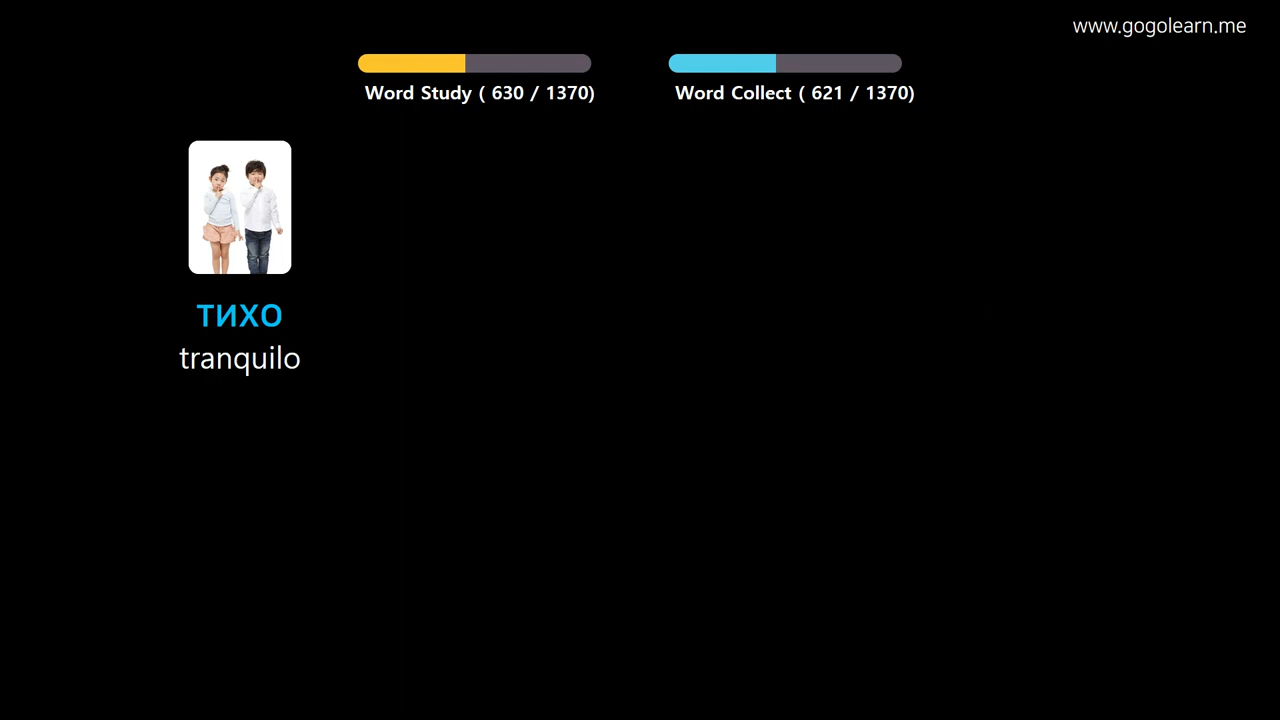 www.gogolearn.me
Word Study ( 630 / 1370)
Word Collect ( 621 / 1370)
тихо
tranquilo